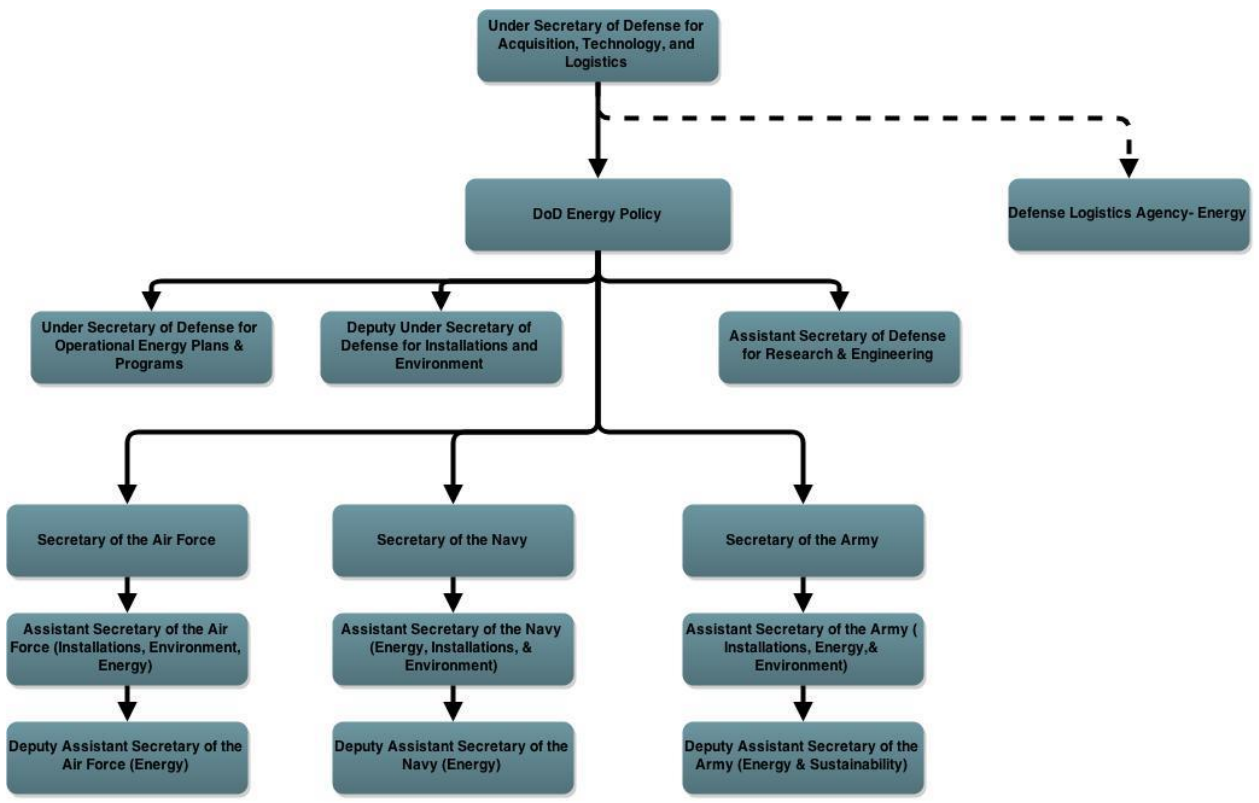 Under Secretary of Defense for
Acquisition, Technology, and
Logistics
DoD Energy Policy
Defense Logistics Agency- Energy
Under Secretary of Defense for
Operational Energy Plans &
Programs
Deputy Under Secretary of
Defense for Installations and
Environment
Assistant Secretary of Defense
for Research & Engineering
Secretary of the Air Force
Secretary of the Navy
Secretary of the Army
Assistant Secretary of the Air
Force (Installations, Environment,
Energy)
Assistant Secretary of the Navy
(Energy, Installations, &
Environment)
Assistant Secretary of the Army (
Installations, Energy,&
Environment)
Deputy Assistant Secretary of the
Air Force (Energy)
Deputy Assistant Secretary of the
Navy (Energy)
Deputy Assistant Secretary of the
Army (Energy & Sustainability)